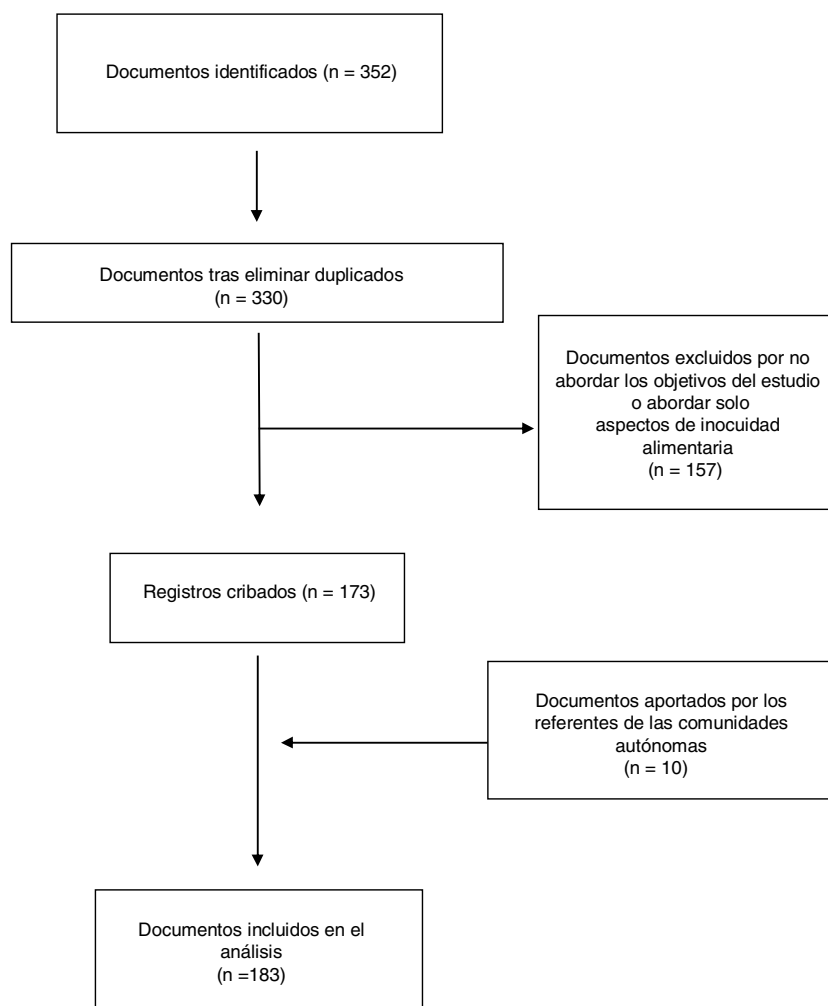 Documentos identificados (n = 352)
Documentos tras eliminar duplicados
(n = 330)
Documentos excluidos por no
abordar los objetivos del estudio
o abordar solo
aspectos de inocuidad
alimentaria
(n = 157)
Registros cribados (n = 173)
Documentos aportados por los
referentes de las comunidades
autónomas
(n = 10)
Documentos incluidos en el
análisis
(n =183)